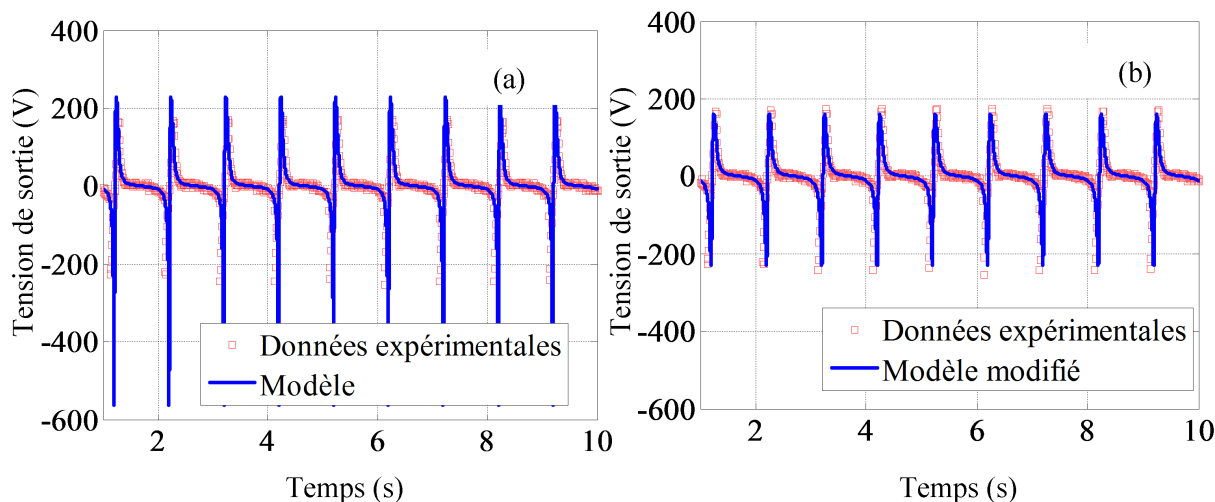 400
200
0
-200
-400
-600
Tension de sortie (V)
(a)
Données expérimentales
Modèle
2
4
6
8
10
Temps (s)
400
200
0
-200
-400
-600
Tension de sortie (V)
(b)
Données expérimentales
Modèle modifié
2
4
6
8
10
Temps (s)